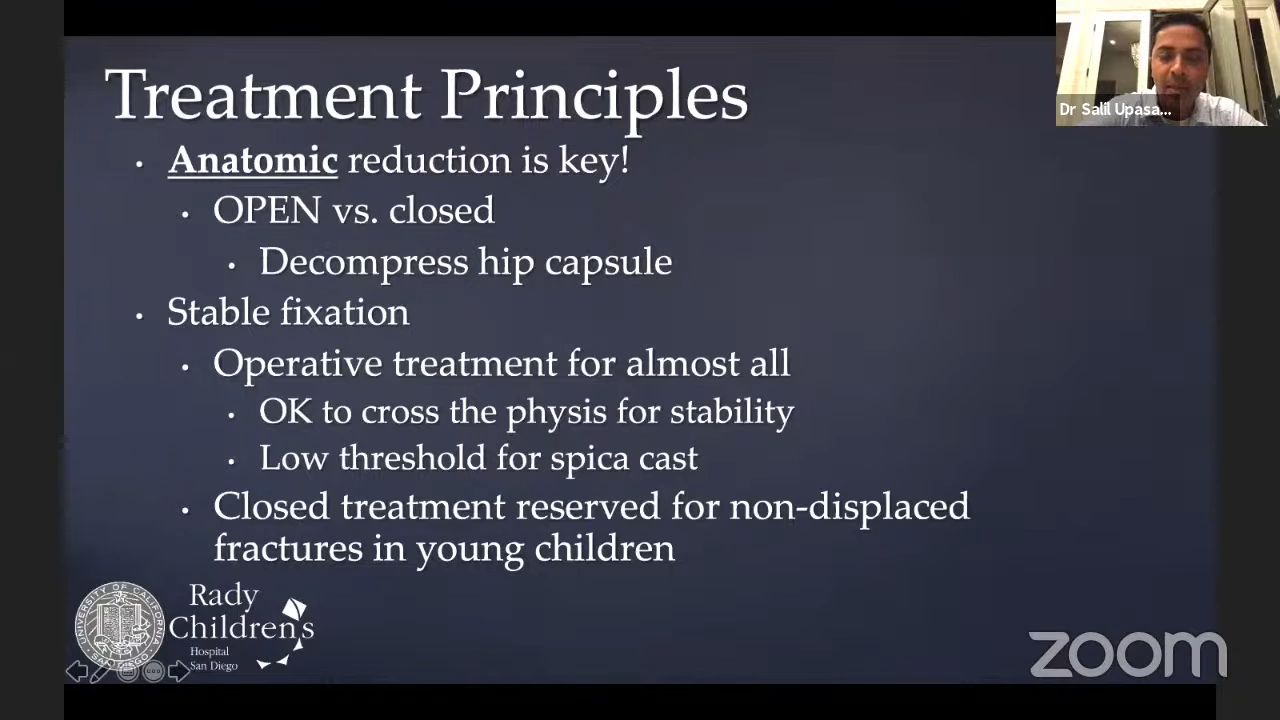 Treatment Principles
Anatomic reduction is key!
OPEN vs. closed
Decompress hip capsule
Stable fixation
Operative treatment for almost all
OK to cross the physis for stability
Low threshold for spica cast
Closed treatment reserved for non-displaced
fractures in young children
Dr Salil Upasa...
UNIVERSITY OF CALIFORNIA
SAN DIEGO
Rady
Children's
Hospital
San Diego
zoom